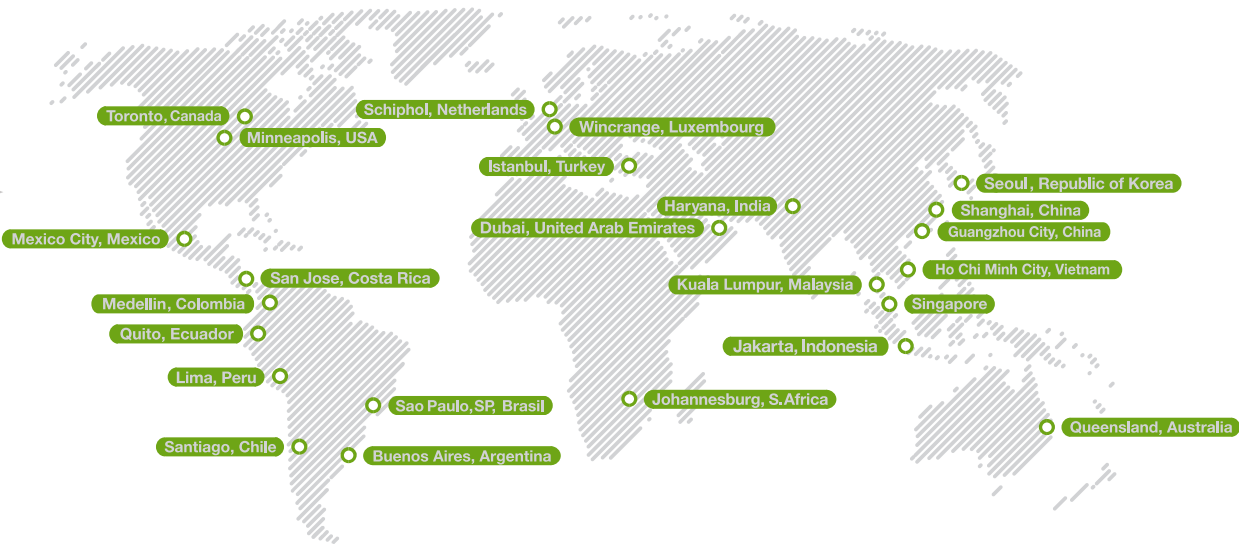 Schiphol, Netherlands
Toronto, Canada
Wincrange, Luxembourg
Minneapolis, USA
Istanbul, Turkey
Seoul, Republic of Korea
Haryana, India
Shanghai, China
Dubai, United Arab Emirates
Guangzhou City, China
Mexico City, Mexico
Ho Chi Minh City, Vietnam
San Jose, Costa Rica
Kuala Lumpur, Malaysia
Medellin, Colombia
Singapore
Quito, Ecuador
Jakarta, Indonesia
Lima, Peru
Johannesburg, S.Africa
Sao Paulo,SP, Brasil
Queensland, Australia
Santiago, Chile
Buenos Aires, Argentina